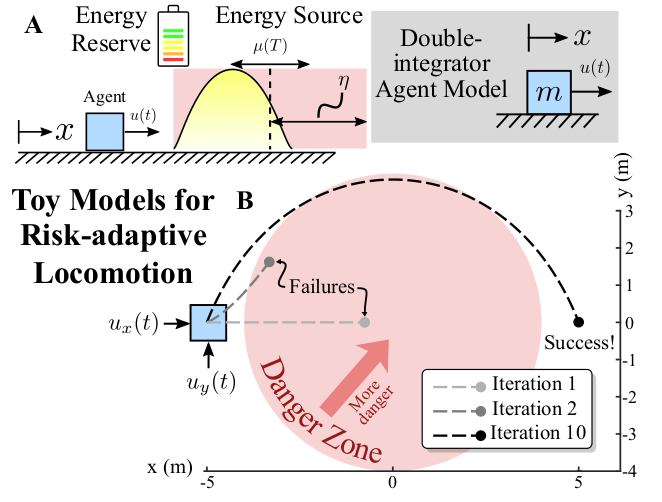 A
Energy
Reserve
Energy Source
μ(T)
η
Agent
u(t)
x
Double-
integrator
Agent Model
x
u(t)
m
Toy Models for
Risk-adaptive
Locomotion
B
y (m)
3
2
1
0
-1
-2
-3
-4
Failures
Success!
u_x(t)
u_y(t)
Danger Zone
More
danger
Iteration 1
Iteration 2
Iteration 10
x (m)
-5
0
5